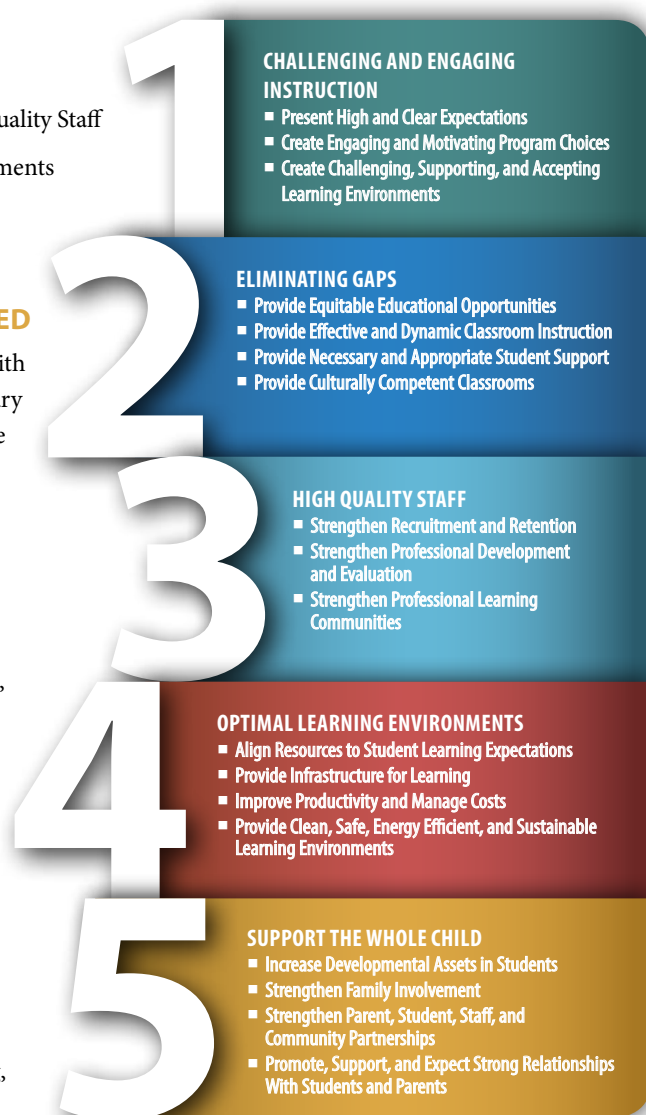 uality Staff
ments
ED
ith
ry
e
,
,
1
CHALLENGING AND ENGAGING
INSTRUCTION
▪ Present High and Clear Expectations
▪ Create Engaging and Motivating Program Choices
▪ Create Challenging, Supporting, and Accepting
Learning Environments
2
ELIMINATING GAPS
▪ Provide Equitable Educational Opportunities
▪ Provide Effective and Dynamic Classroom Instruction
▪ Provide Necessary and Appropriate Student Support
▪ Provide Culturally Competent Classrooms
3
HIGH QUALITY STAFF
▪ Strengthen Recruitment and Retention
▪ Strengthen Professional Development
and Evaluation
▪ Strengthen Professional Learning
Communities
4
OPTIMAL LEARNING ENVIRONMENTS
▪ Align Resources to Student Learning Expectations
▪ Provide Infrastructure for Learning
▪ Improve Productivity and Manage Costs
▪ Provide Clean, Safe, Energy Efficient, and Sustainable
Learning Environments
5
SUPPORT THE WHOLE CHILD
▪ Increase Developmental Assets in Students
▪ Strengthen Family Involvement
▪ Strengthen Parent, Student, Staff, and
Community Partnerships
▪ Promote, Support, and Expect Strong Relationships
With Students and Parents